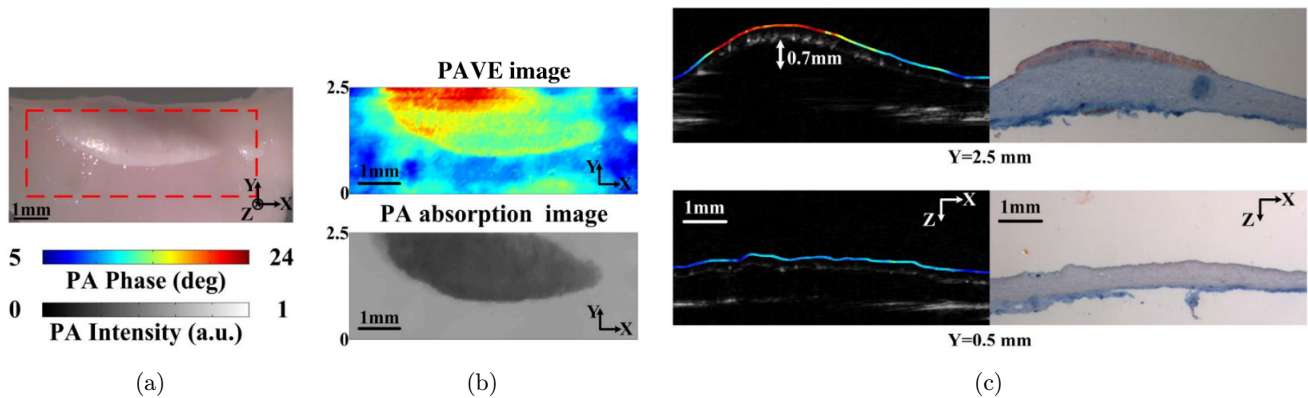 Y
X
Z
1mm
5
24
PA Phase (deg)
0
1
PA Intensity (a.u.)
(a)
PAVE image
2.5
Y
1mm
X
0
PA absorption image
2.5
Y
1mm
X
0
(b)
0.7mm
Y=2.5 mm
1mm
X
Z
1mm
X
Z
Y=0.5 mm
(c)